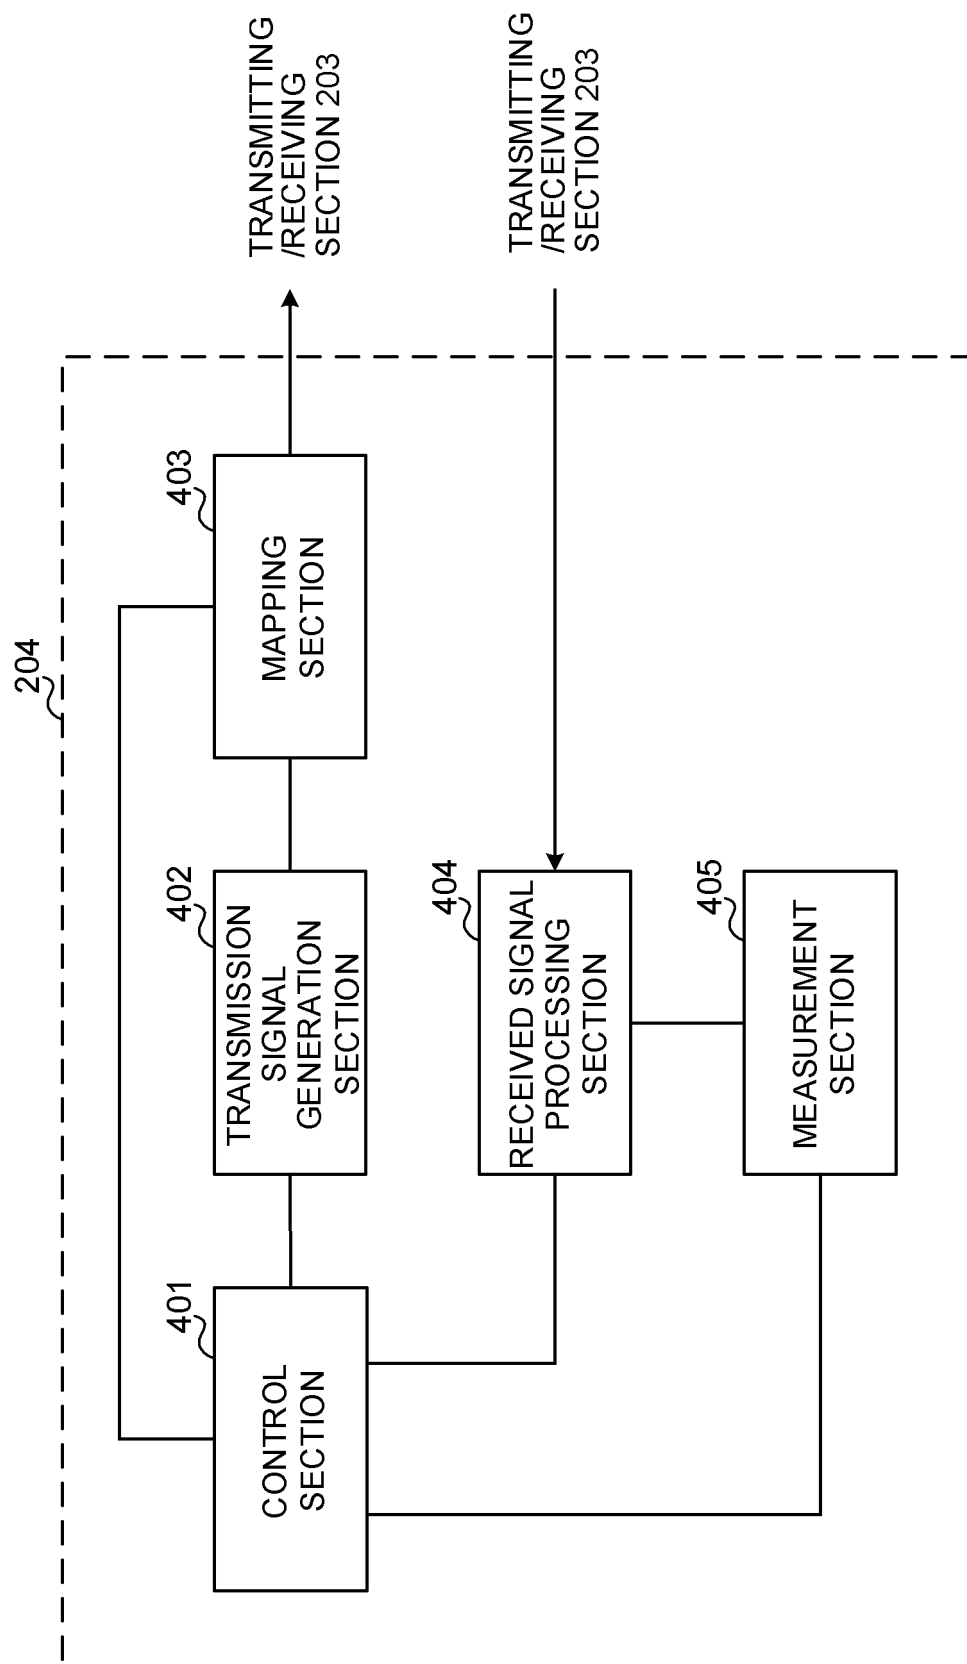 204
401
CONTROL
SECTION
402
TRANSMISSION
SIGNAL
GENERATION
SECTION
403
MAPPING
SECTION
TRANSMITTING
/RECEIVING
SECTION 203
404
RECEIVED SIGNAL
PROCESSING
SECTION
TRANSMITTING
/RECEIVING
SECTION 203
405
MEASUREMENT
SECTION